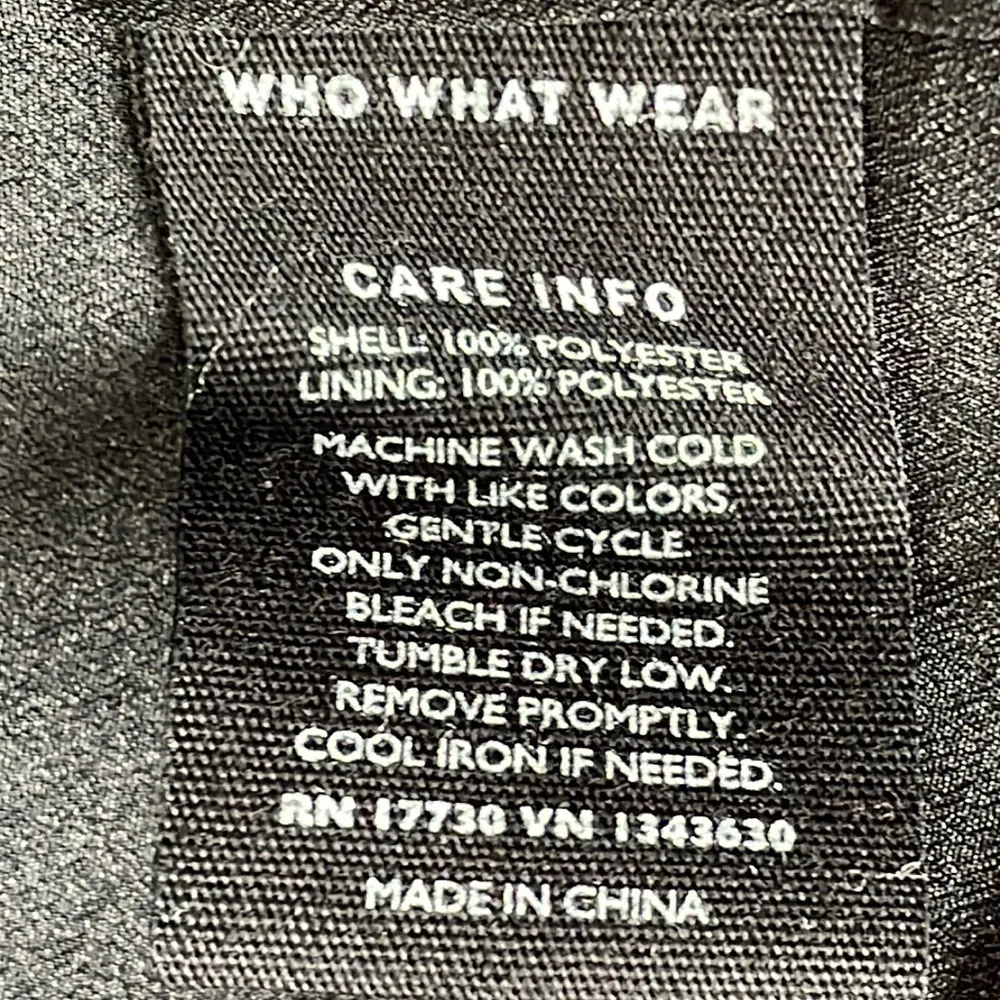 WHO WHAT WEAR
CARE INFO
SHELL: 100% POLYESTER
LINING: 100% POLYESTER
MACHINE WASH COLD
WITH LIKE COLORS.
GENTLE CYCLE.
ONLY NON-CHLORINE
BLEACH IF NEEDED.
TUMBLE DRY LOW.
REMOVE PROMPTLY.
COOL IRON IF NEEDED.
RN 17730 VN 1343630
MADE IN CHINA